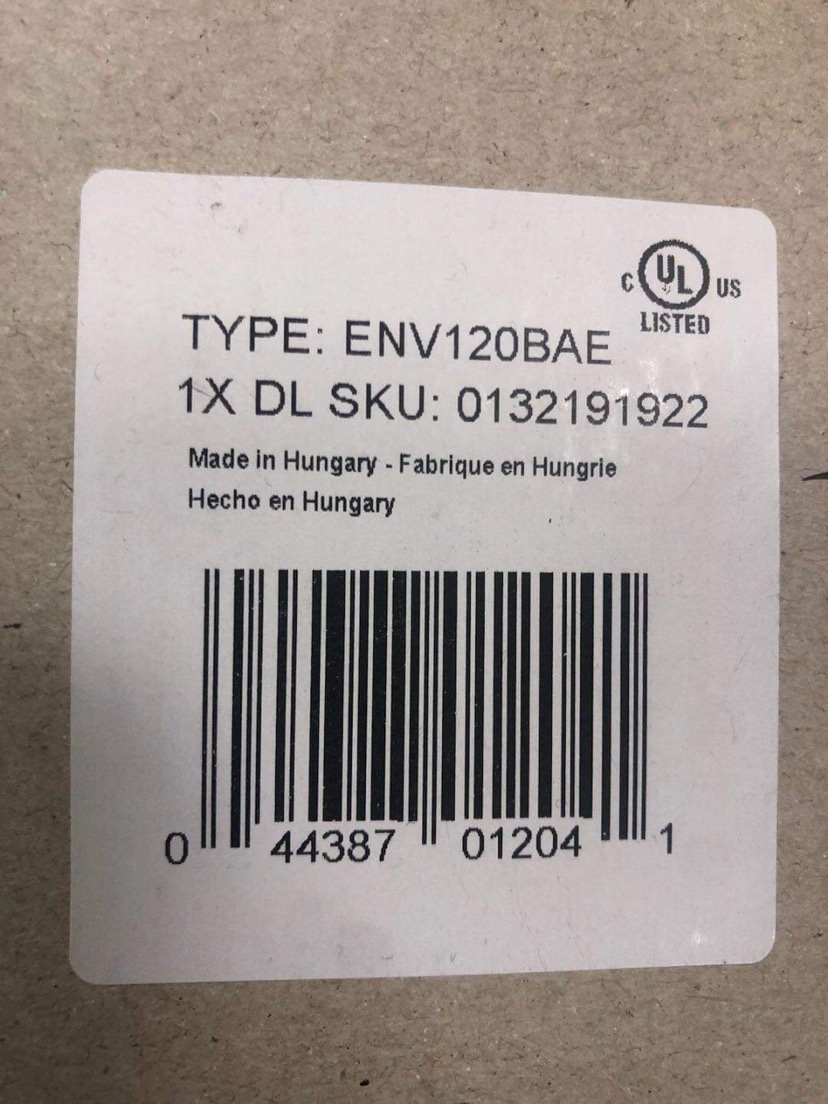 C UL US
LISTED
TYPE: ENV120BAE
1X DL SKU: 0132191922
Made in Hungary - Fabrique en Hungrie
Hecho en Hungary
0 44387 01204 1